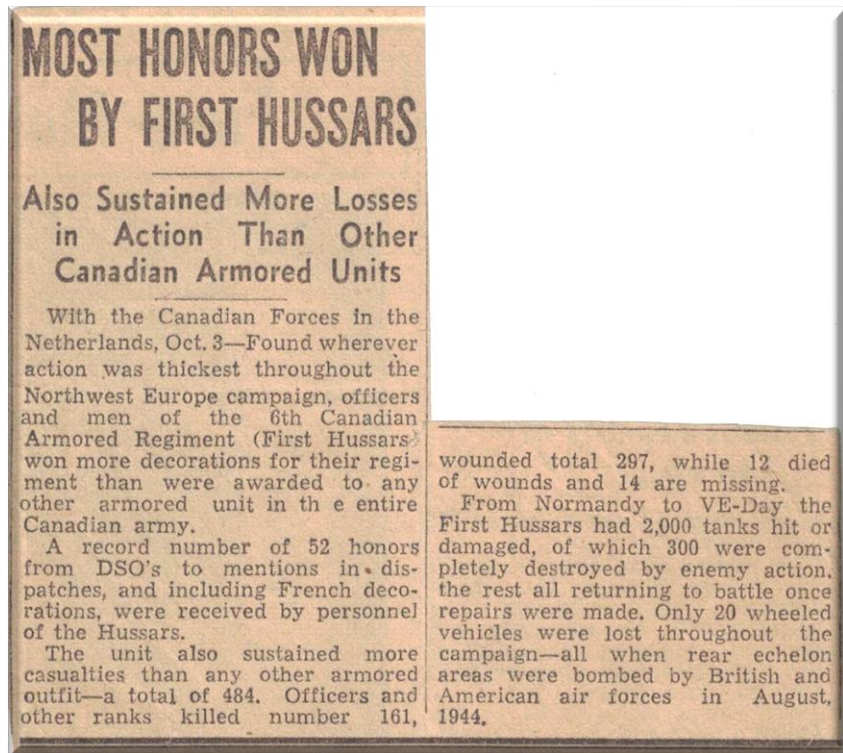 MOST HONORS WON
BY FIRST HUSSARS
Also Sustained More Losses
in Action Than Other
Canadian Armored Units
With the Canadian Forces in the
Netherlands, Oct. 3—Found wherever
action was thickest throughout the
Northwest Europe campaign, officers
and men of the 6th Canadian
Armored Regiment (First Hussars)
won more decorations for their regi-
ment than were awarded to any
other armored unit in th e entire
Canadian army.
A record number of 52 honors
from DSO's to mentions in dis-
patches, and including French deco-
rations, were received by personnel
of the Hussars.
The unit also sustained more
casualties than any other armored
outfit—a total of 484. Officers and
other ranks killed number 161,
wounded total 297, while 12 died
of wounds and 14 are missing.
From Normandy to VE-Day the
First Hussars had 2,000 tanks hit or
damaged, of which 300 were com-
pletely destroyed by enemy action,
the rest all returning to battle once
repairs were made. Only 20 wheeled
vehicles were lost throughout the
campaign—all when rear echelon
areas were bombed by British and
American air forces in August,
1944.